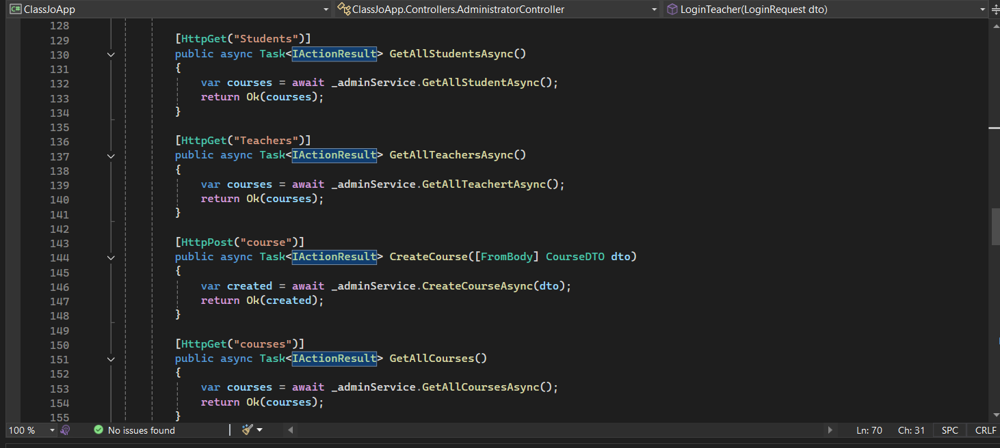 ClassJoApp ClassJoApp.Controllers.AdministratorController LoginTeacher(LoginRequest dto)
128
129 [HttpGet("Students")]
130 public async Task<IActionResult> GetAllStudentsAsync()
131 {
132 var courses = await _adminService.GetAllStudentAsync();
133 return Ok(courses);
134 }
135
136 [HttpGet("Teachers")]
137 public async Task<IActionResult> GetAllTeachersAsync()
138 {
139 var courses = await _adminService.GetAllTeachertAsync();
140 return Ok(courses);
141 }
142
143 [HttpPost("course")]
144 public async Task<IActionResult> CreateCourse([FromBody] CourseDTO dto)
145 {
146 var created = await _adminService.CreateCourseAsync(dto);
147 return Ok(created);
148 }
149
150 [HttpGet("courses")]
151 public async Task<IActionResult> GetAllCourses()
152 {
153 var courses = await _adminService.GetAllCoursesAsync();
154 return Ok(courses);
155 }
100 % No issues found Ln: 70 Ch: 31 SPC CRLF